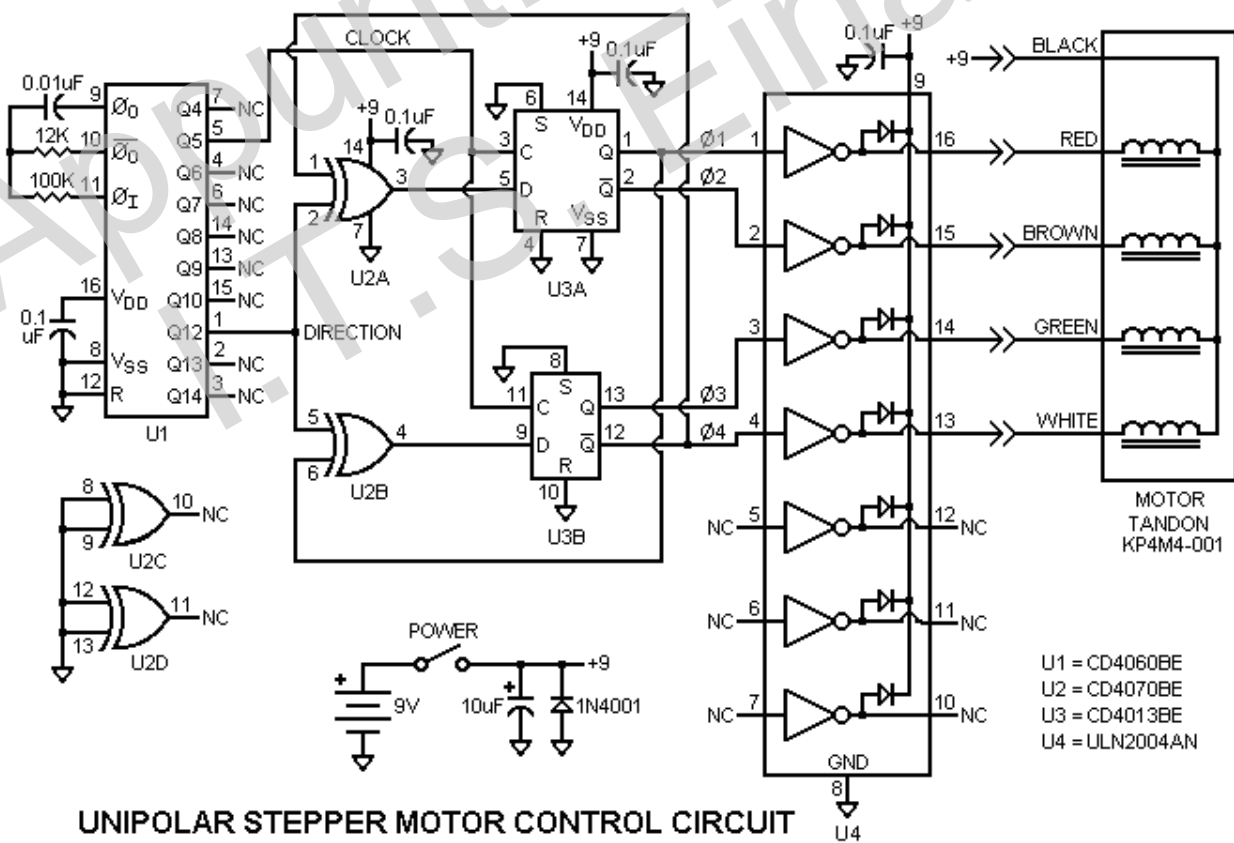 Appunti
I.T.S. Eina
CLOCK
+9
0.1uF
0.01uF
12K
100K
9 Ø0
10 Ø0
11 ØI
16 VDD
8 VSS
12 R
0.1
uF
Q4 7 NC
Q5 5
Q6 4 NC
Q7 6 NC
Q8 14 NC
Q9 13 NC
Q10 15 NC
Q12 1
Q13 2 NC
Q14 3 NC
U1
DIRECTION
+9
0.1uF
14
1
2
3
7
U2A
5
6
4
U2B
8
9
10 NC
U2C
12
13
11 NC
U2D
6
14
S
VDD
3 C
5 D
Q 1
Q 2
R
VSS
4
7
U3A
8
S
11 C
9 D
Q 13
Q 12
R
10
U3B
Ø1
Ø2
Ø3
Ø4
0.1uF
+9
9
1
16
2
15
3
14
4
13
NC 5
12 NC
NC 6
11 NC
NC 7
10 NC
GND
8
U4
+9
BLACK
RED
BROWN
GREEN
WHITE
MOTOR
TANDON
KP4M4-001
POWER
+
9V
+
10uF
1N4001
+9
U1 = CD4060BE
U2 = CD4070BE
U3 = CD4013BE
U4 = ULN2004AN
UNIPOLAR STEPPER MOTOR CONTROL CIRCUIT